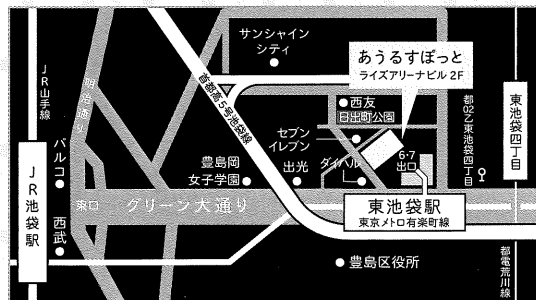 サンシャイン
シティ
あうるすぽっと
ライズアリーナビル 2F
JR山手線
明治通り
首都高5号池袋線
西友
日出町公園
都02乙東池袋四丁目
東池袋四丁目
パルコ
セブン
イレブン
ダイハツ
6・7
出口
豊島岡
女子学園
出光
JR池袋駅
東口
グリーン大通り
東池袋駅
東京メトロ有楽町線
西武
豊島区役所
都電荒川線